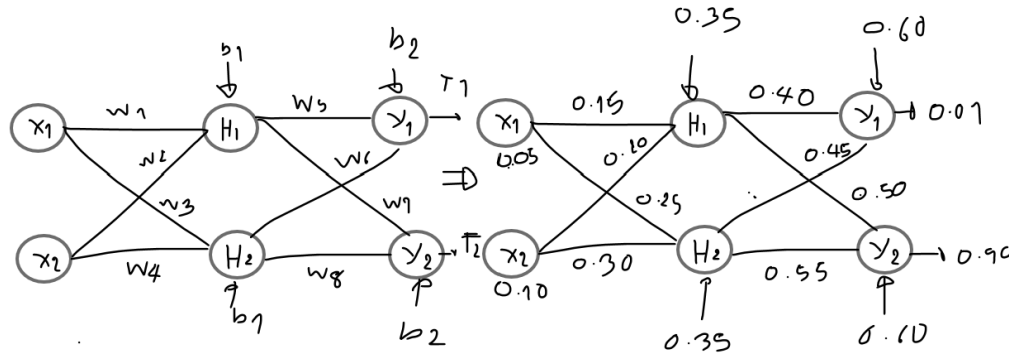 b1 b2 T1
x1 w1 H1 w5 y1
w2 w6
w3 w7
x2 w4 H2 w8 y2 T2
b1 b2
⇒
0.35 0.60
x1 0.15 H1 0.40 y1 0.01
0.05 0.20 0.45
0.25 0.50
x2 0.30 H2 0.55 y2 0.99
0.10
0.35 0.60